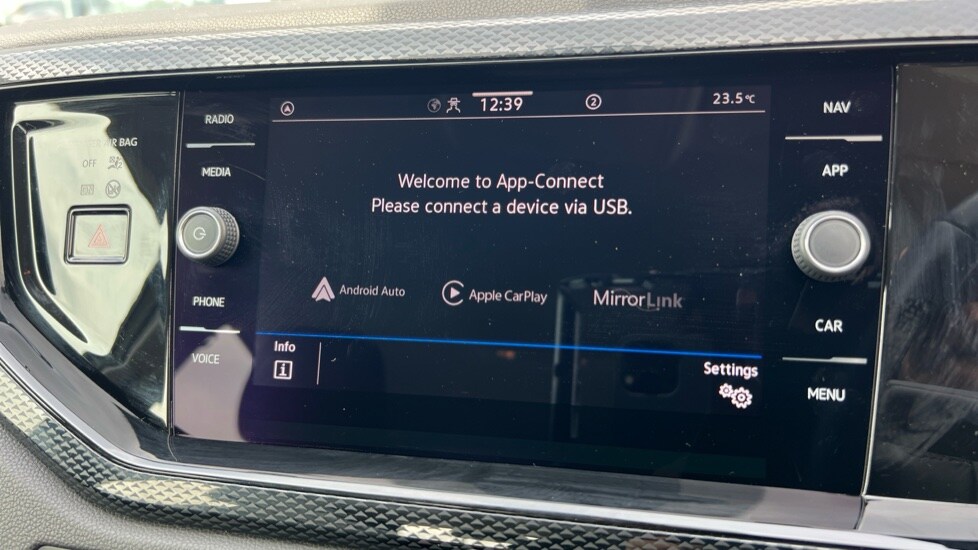 12:39
2
23.5°C
RADIO
MEDIA
PHONE
VOICE
NAV
APP
CAR
MENU
OFF
Welcome to App-Connect
Please connect a device via USB.
Android Auto
Apple CarPlay
MirrorLink
Info
i
Settings